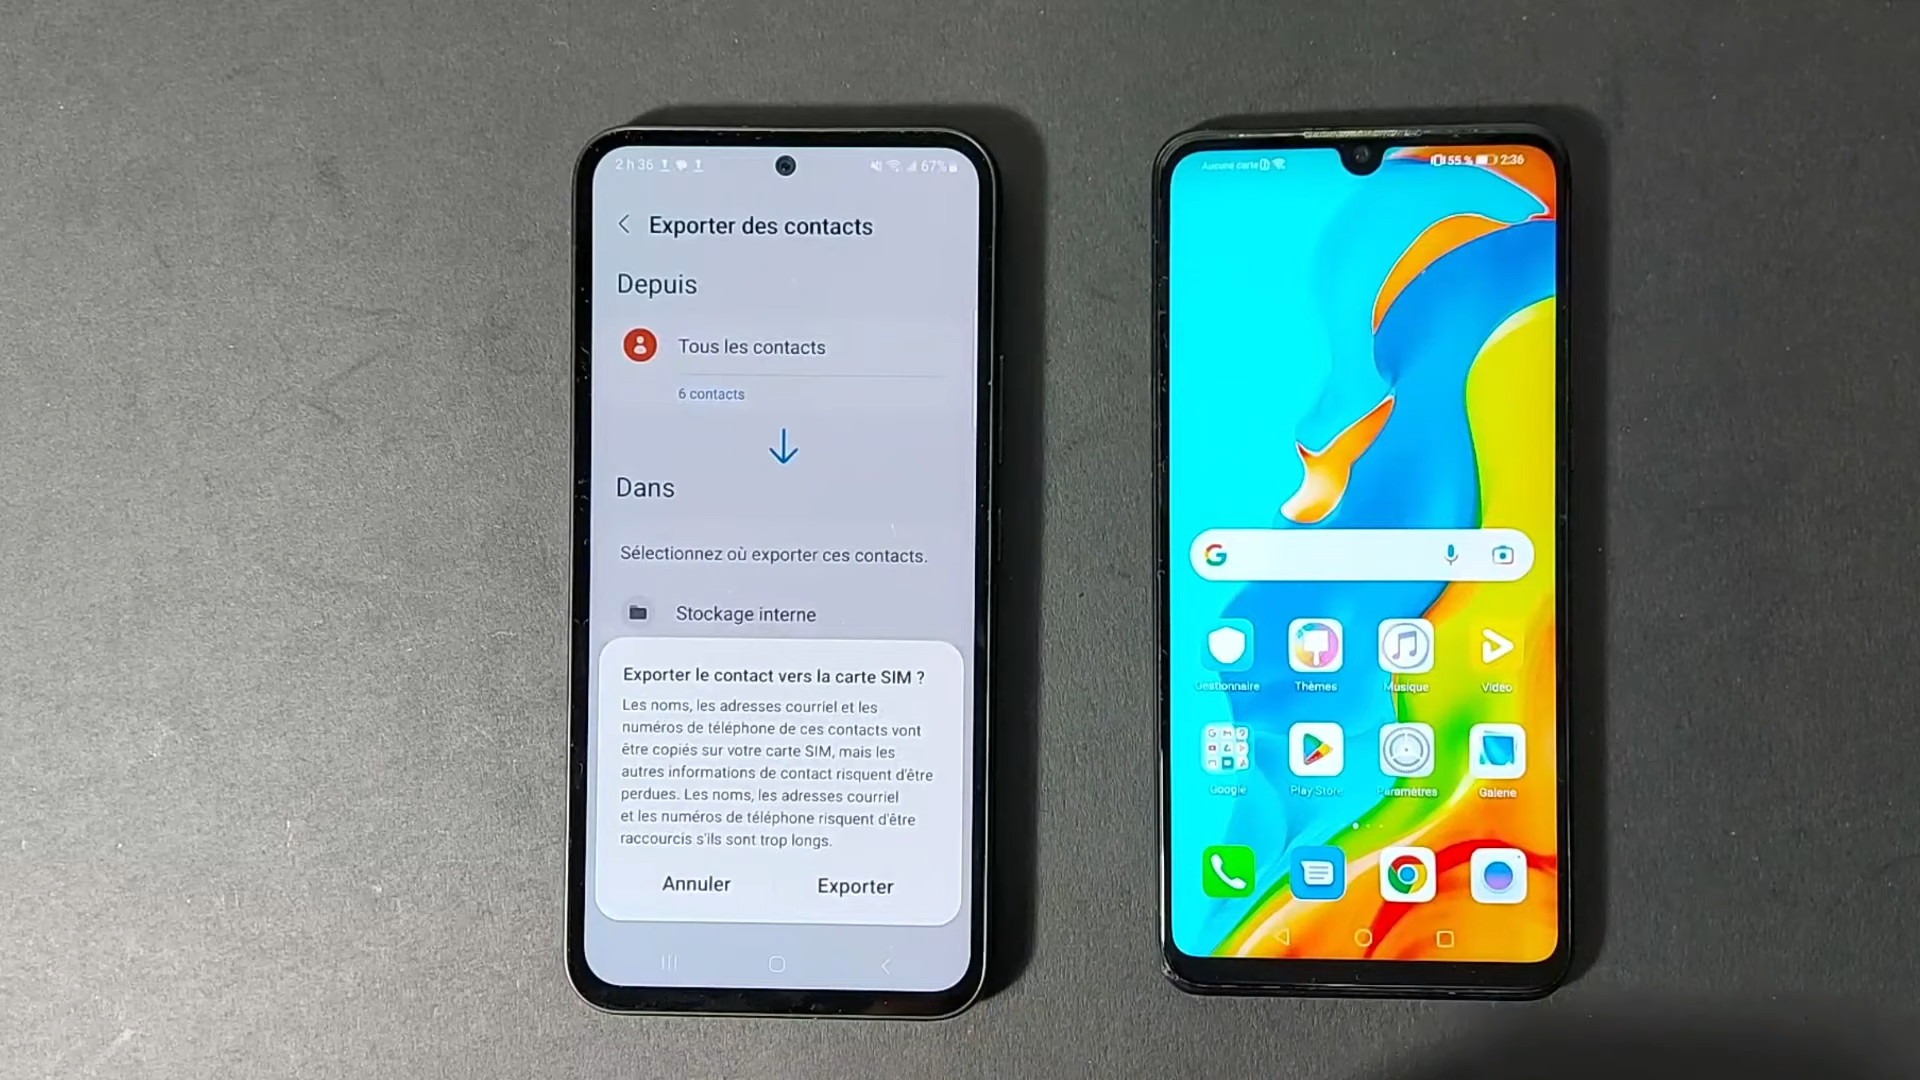 2 h 36
67%
Exporter des contacts
Depuis
Tous les contacts
6 contacts
Dans
Sélectionnez où exporter ces contacts.
Stockage interne
Exporter le contact vers la carte SIM ?
Les noms, les adresses courriel et les
numéros de téléphone de ces contacts vont
être copiés sur votre carte SIM, mais les
autres informations de contact risquent d'être
perdues. Les noms, les adresses courriel
et les numéros de téléphone risquent d'être
raccourcis s'ils sont trop longs.
Annuler Exporter
Aucune carte
55 % 2:36
Gestionnaire Thèmes Musique Vidéo
Google Play Store Paramètres Galerie